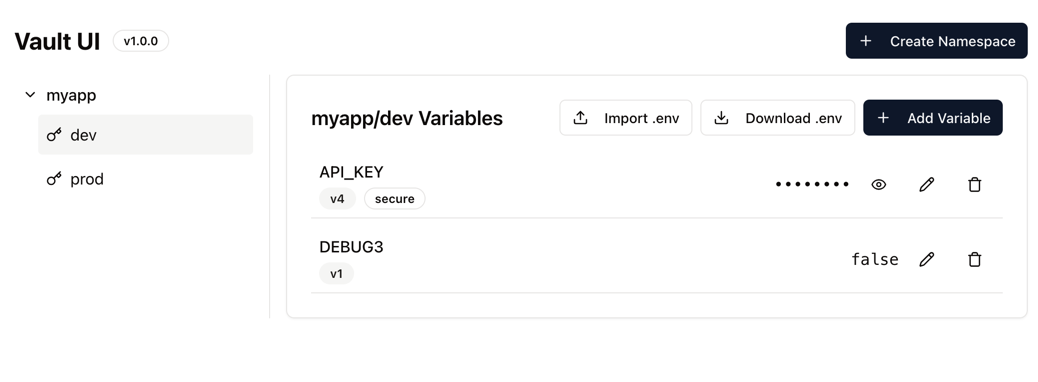 Vault UI v1.0.0
Create Namespace
myapp
dev
prod
myapp/dev Variables
Import .env
Download .env
Add Variable
API_KEY
v4 secure
••••••••
DEBUG3
v1
false